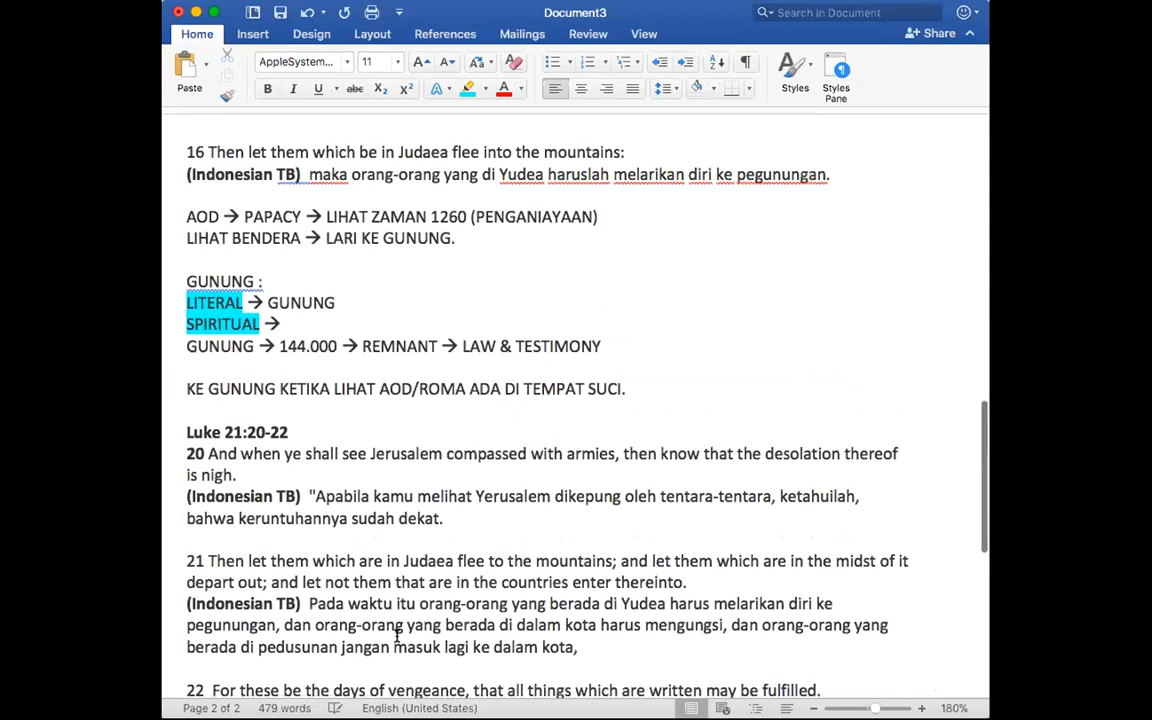 Document3
Search in Document
Home Insert Design Layout References Mailings Review View
Share
AppleSystem... 11
Paste
Styles
Styles Pane
16 Then let them which be in Judaea flee into the mountains:
(Indonesian TB) maka orang-orang yang di Yudea haruslah melarikan diri ke pegunungan.
AOD → PAPACY → LIHAT ZAMAN 1260 (PENGANIAYAAN)
LIHAT BENDERA → LARI KE GUNUNG.
GUNUNG :
LITERAL → GUNUNG
SPIRITUAL →
GUNUNG → 144.000 → REMNANT → LAW & TESTIMONY
KE GUNUNG KETIKA LIHAT AOD/ROMA ADA DI TEMPAT SUCI.
Luke 21:20-22
20 And when ye shall see Jerusalem compassed with armies, then know that the desolation thereof
is nigh.
(Indonesian TB) "Apabila kamu melihat Yerusalem dikepung oleh tentara-tentara, ketahuilah,
bahwa keruntuhannya sudah dekat.
21 Then let them which are in Judaea flee to the mountains; and let them which are in the midst of it
depart out; and let not them that are in the countries enter thereinto.
(Indonesian TB) Pada waktu itu orang-orang yang berada di Yudea harus melarikan diri ke
pegunungan, dan orang-orang yang berada di dalam kota harus mengungsi, dan orang-orang yang
berada di pedusunan jangan masuk lagi ke dalam kota,
22 For these be the days of vengeance, that all things which are written may be fulfilled.
Page 2 of 2 479 words English (United States) 180%